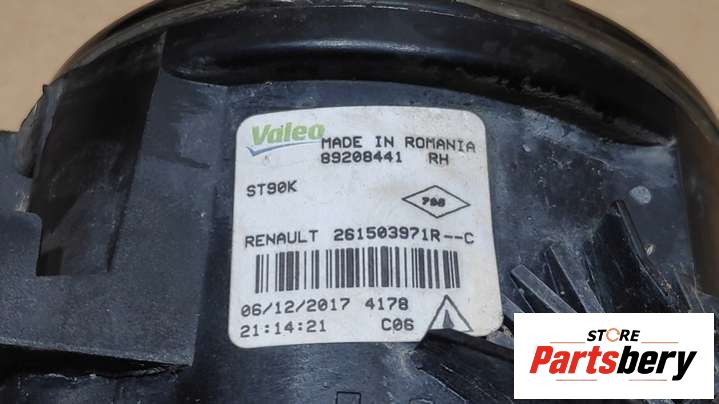 Valeo
MADE IN ROMANIA
89208441 RH
ST90K
RENAULT 261503971R--C
06/12/2017 4178
21:14:21 C06
STORE
Partsbery